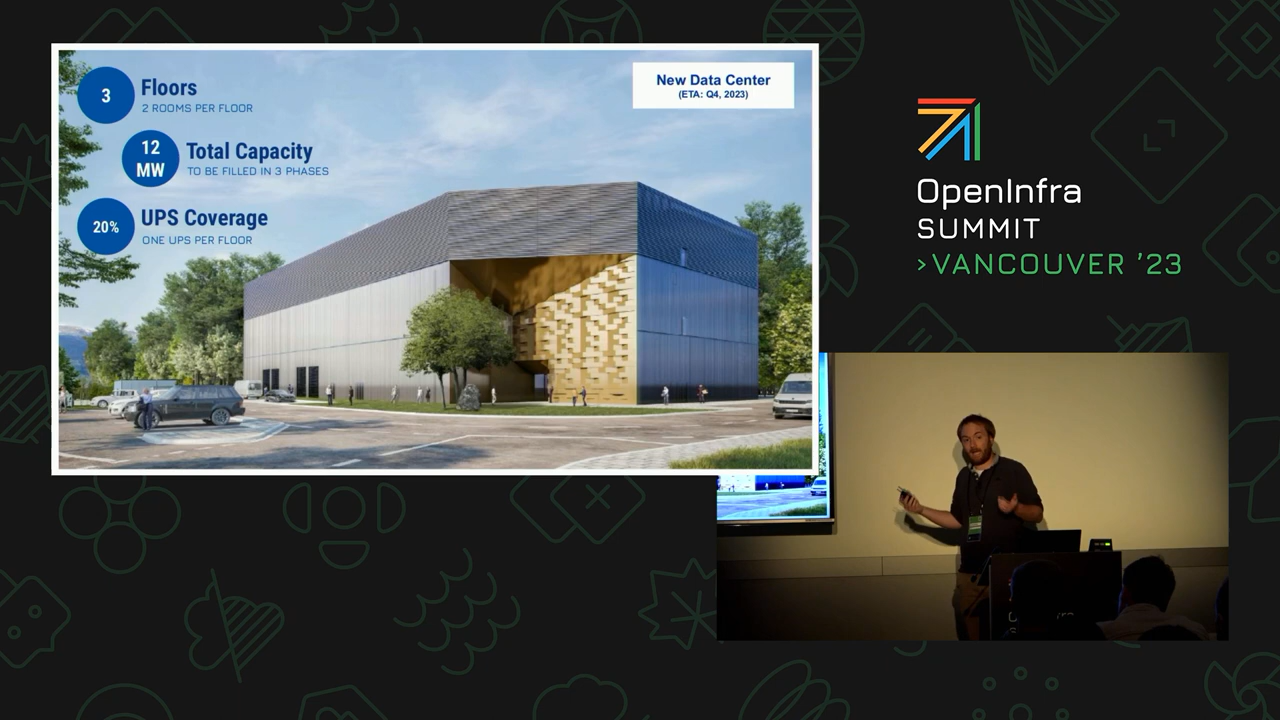 3
Floors
2 ROOMS PER FLOOR
12
MW
Total Capacity
TO BE FILLED IN 3 PHASES
20%
UPS Coverage
ONE UPS PER FLOOR
New Data Center
(ETA: Q4, 2023)
OpenInfra
SUMMIT
>VANCOUVER '23